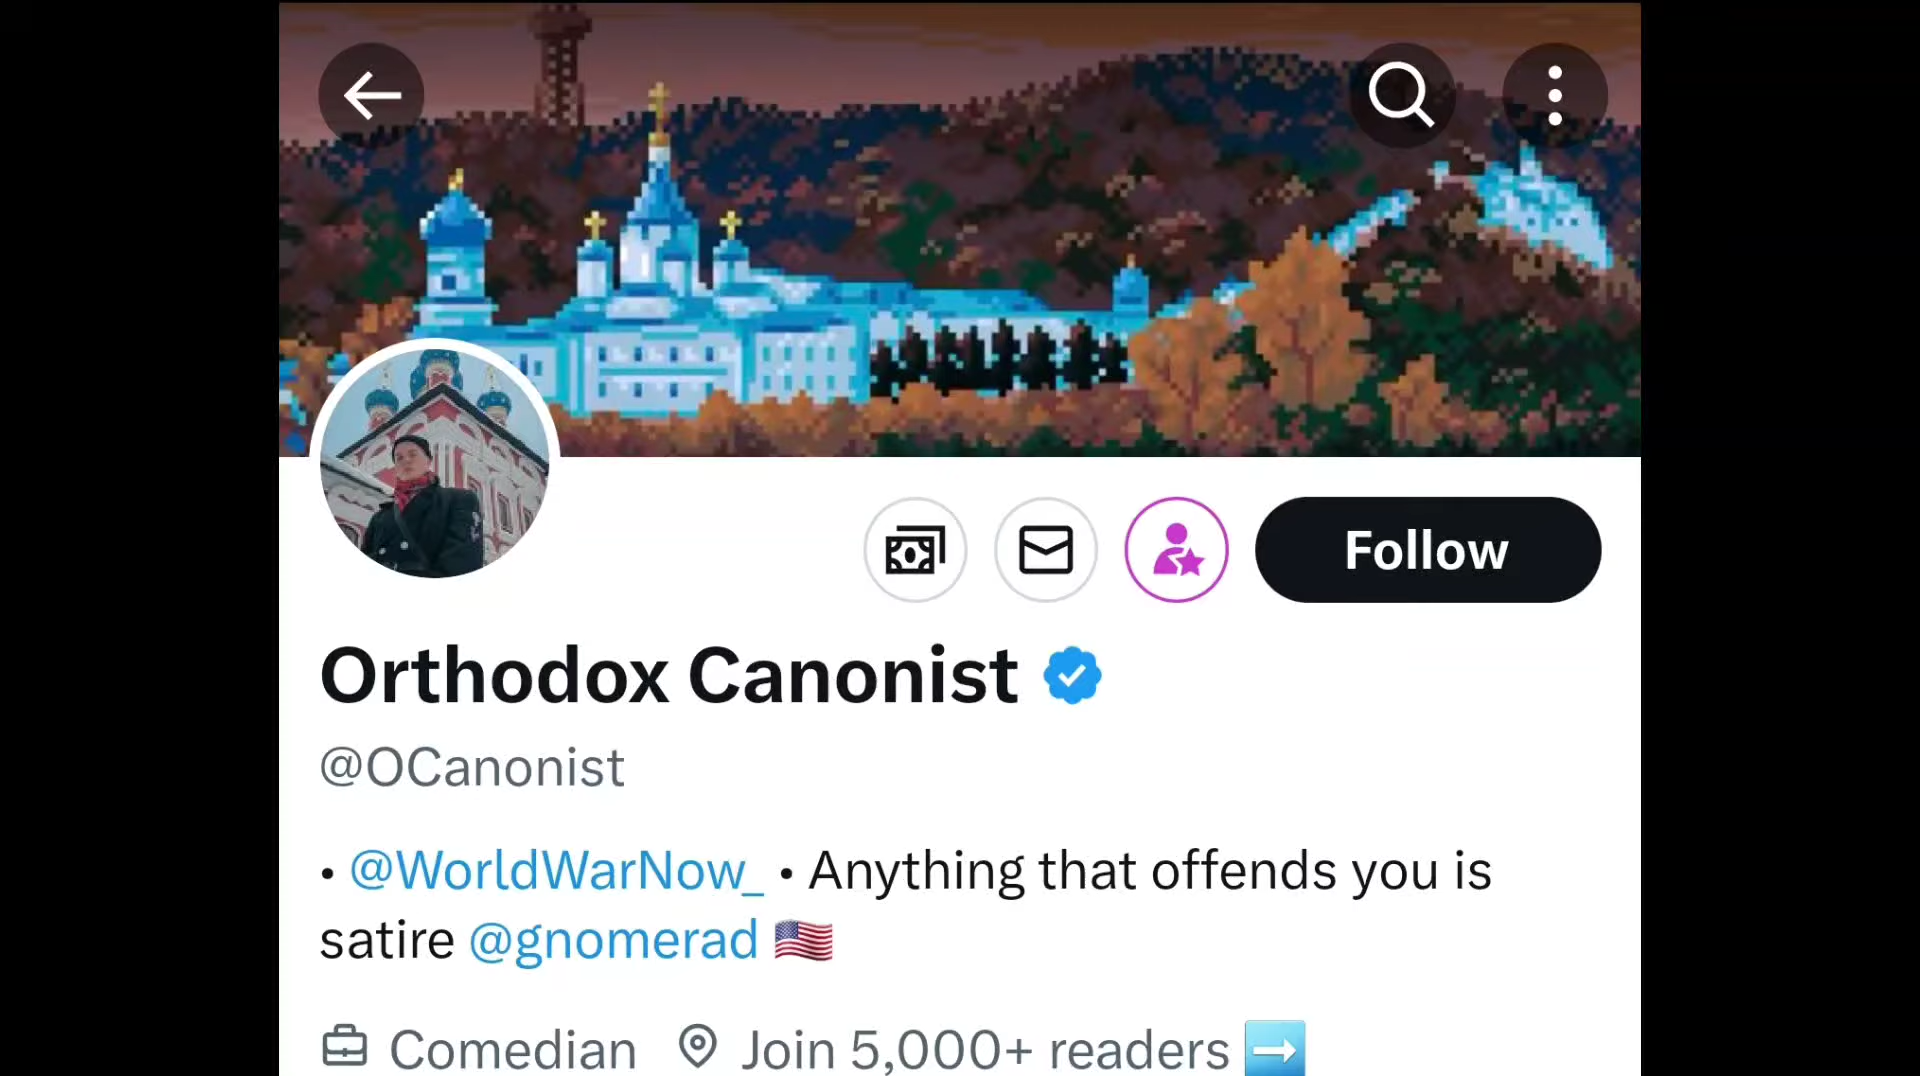 Follow
Orthodox Canonist
@OCanonist
• @WorldWarNow_ • Anything that offends you is
satire @gnomerad 🇺🇸
Comedian Join 5,000+ readers ➡️